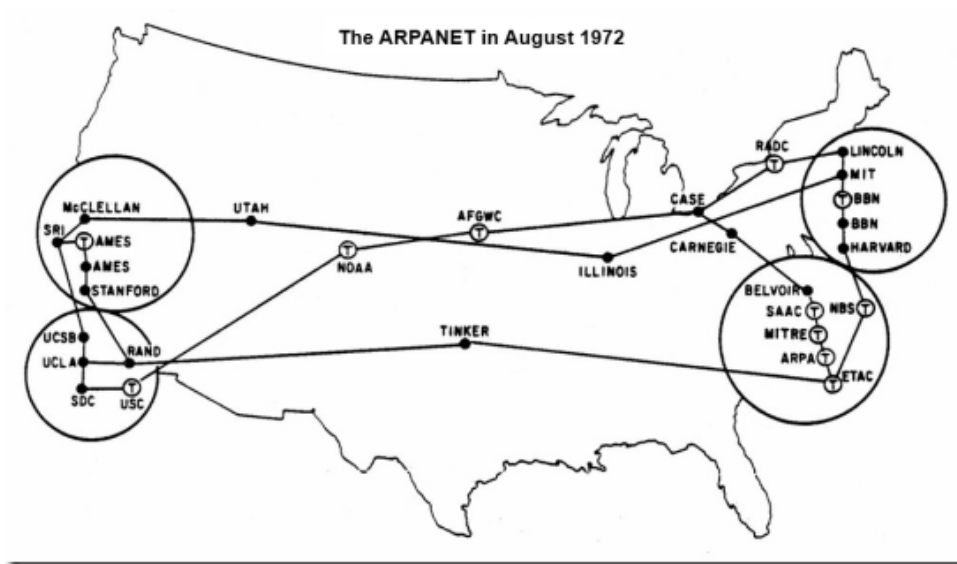 The ARPANET in August 1972
RADC
LINCOLN
MIT
T
BBN
T
BBN
HARVARD
McCLELLAN
UTAH
AFGWC
CASE
SRI
T
AMES
T
NOAA
CARNEGIE
AMES
ILLINOIS
STANFORD
BELVOIR
SAAC
T
NBS
T
UCSB
TINKER
MITRE
T
UCLA
RAND
ARPA
T
ETAC
T
SDC
T
USC